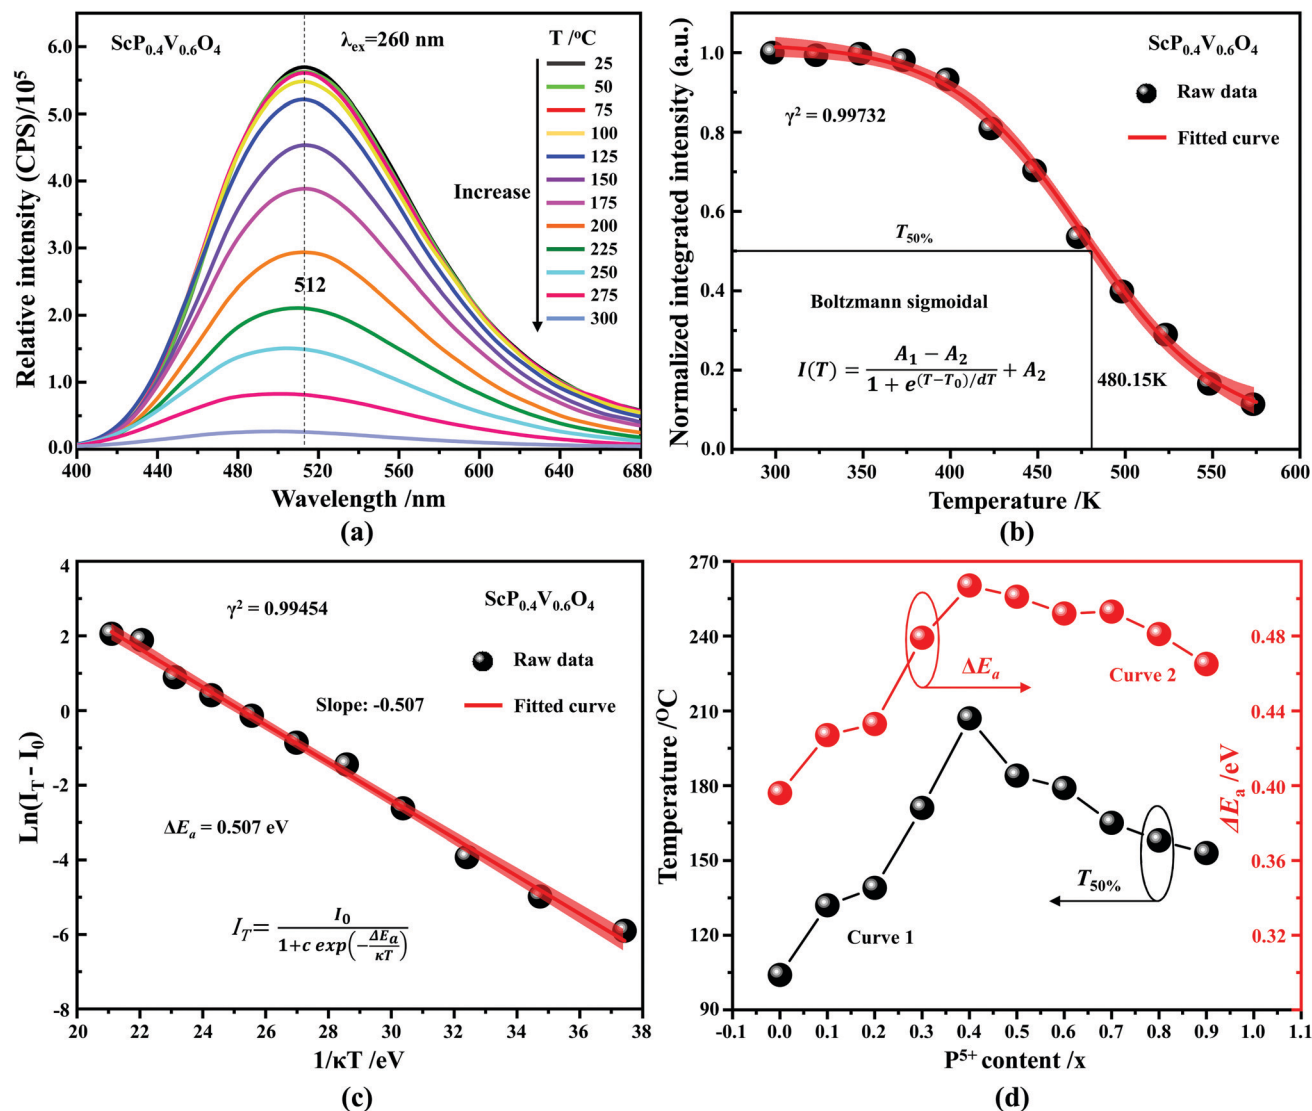 ScP0.4V0.6O4
λex=260 nm
T /oC
25
50
75
100
125
150
175
200
225
250
275
300
Increase
512
6.0
5.0
4.0
3.0
2.0
1.0
0.0
Relative intensity (CPS)/10^5
400 440 480 520 560 600 640 680
Wavelength /nm
(a)
ScP0.4V0.6O4
Raw data
Fitted curve
γ² = 0.99732
T50%
Boltzmann sigmoidal
I(T) = (A1 − A2)/(1 + e^((T−T0)/dT)) + A2
480.15K
1.0
0.8
0.6
0.4
0.2
0.0
Normalized integrated intensity (a.u.)
300 350 400 450 500 550 600
Temperature /K
(b)
γ² = 0.99454
ScP0.4V0.6O4
Raw data
Fitted curve
Slope: -0.507
ΔEa = 0.507 eV
IT= I0/(1+c exp(−ΔEa/κT))
4
2
0
-2
-4
-6
-8
Ln(IT - I0)
20 22 24 26 28 30 32 34 36 38
1/κT /eV
(c)
270
240
210
180
150
120
90
Temperature /OC
ΔEa
Curve 2
T50%
Curve 1
0.48
0.44
0.40
0.36
0.32
ΔEa /eV
-0.1 0.0 0.1 0.2 0.3 0.4 0.5 0.6 0.7 0.8 0.9 1.0 1.1
P5+ content /x
(d)